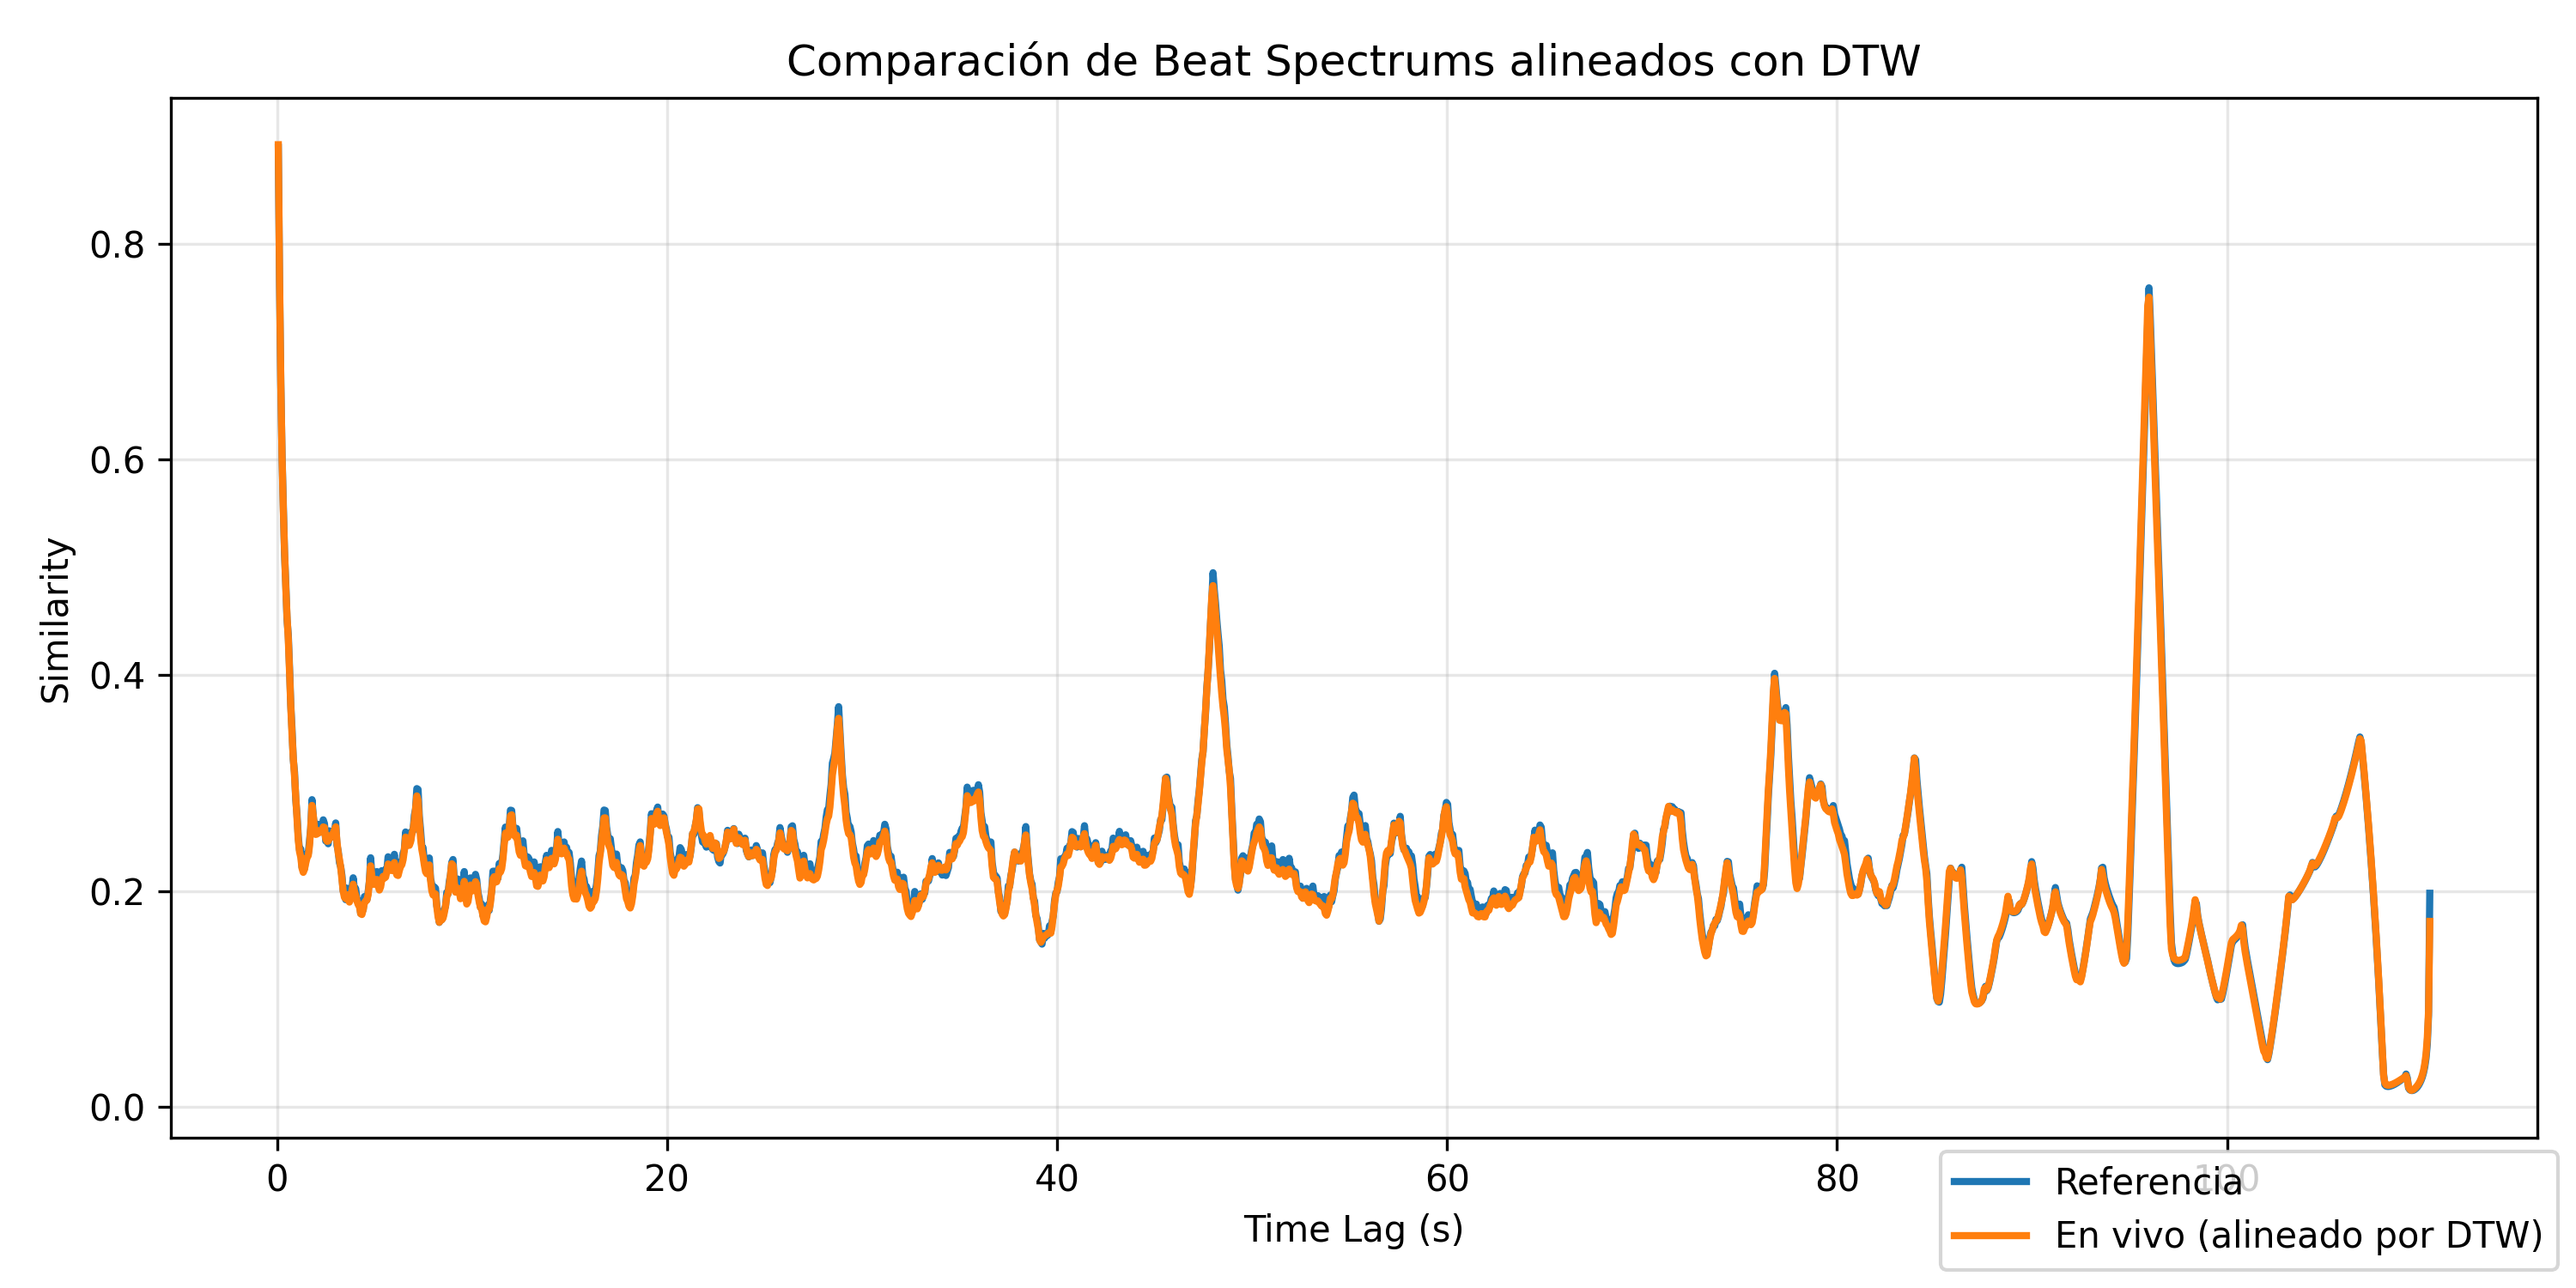 Comparación de Beat Spectrums alineados con DTW
Similarity
0.8
0.6
0.4
0.2
0.0
0 20 40 60 80 100
Time Lag (s)
Referencia
En vivo (alineado por DTW)